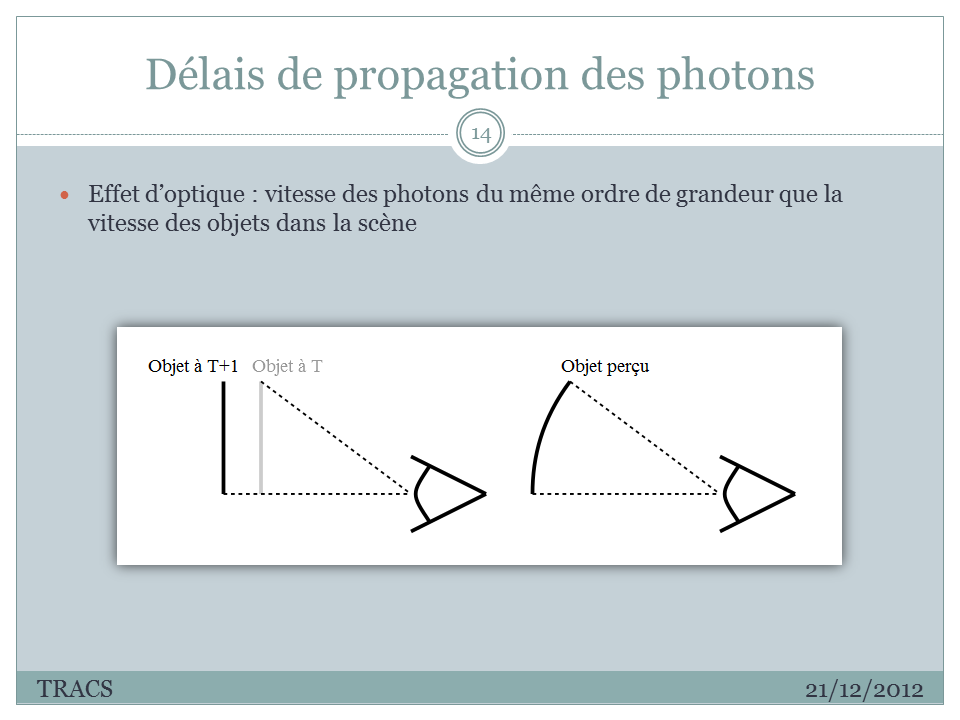 Délais de propagation des photons
14
• Effet d’optique : vitesse des photons du même ordre de grandeur que la
vitesse des objets dans la scène
Objet à T+1 Objet à T
Objet perçu
TRACS
21/12/2012